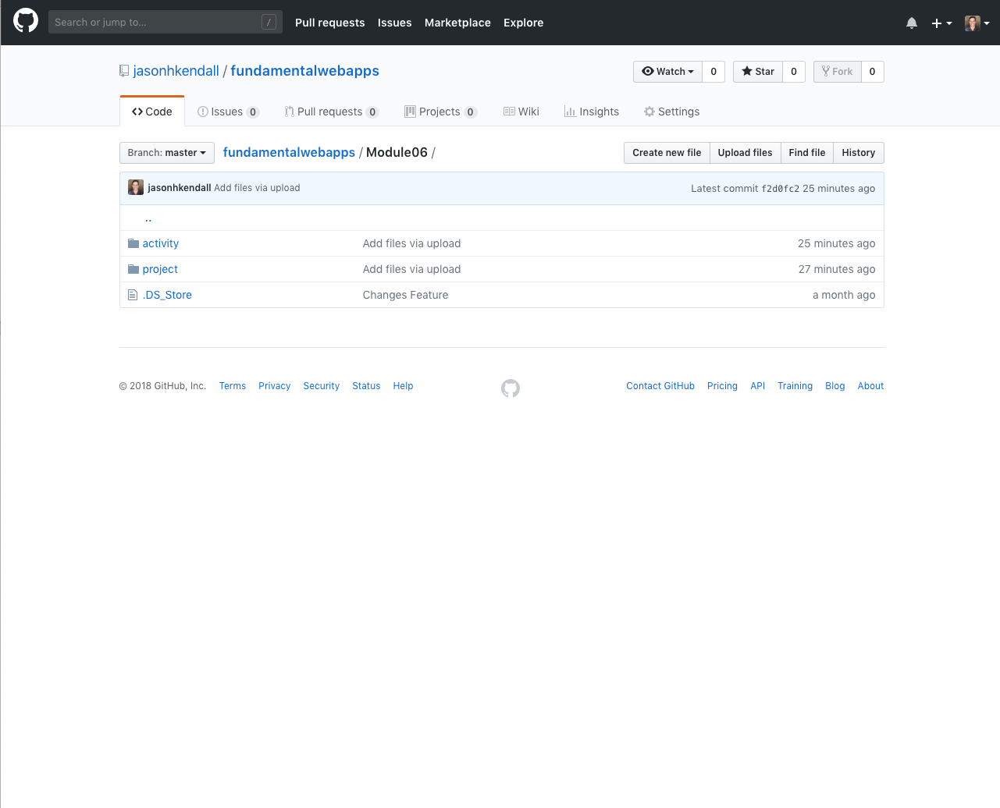 Search or jump to... / Pull requests Issues Marketplace Explore
jasonhkendall / fundamentalwebapps Watch 0 Star 0 Fork 0
Code Issues 0 Pull requests 0 Projects 0 Wiki Insights Settings
Branch: master fundamentalwebapps / Module06 / Create new file Upload files Find file History
jasonhkendall Add files via upload Latest commit f2d0fc2 25 minutes ago
..
activity Add files via upload 25 minutes ago
project Add files via upload 27 minutes ago
.DS_Store Changes Feature a month ago
© 2018 GitHub, Inc. Terms Privacy Security Status Help Contact GitHub Pricing API Training Blog About